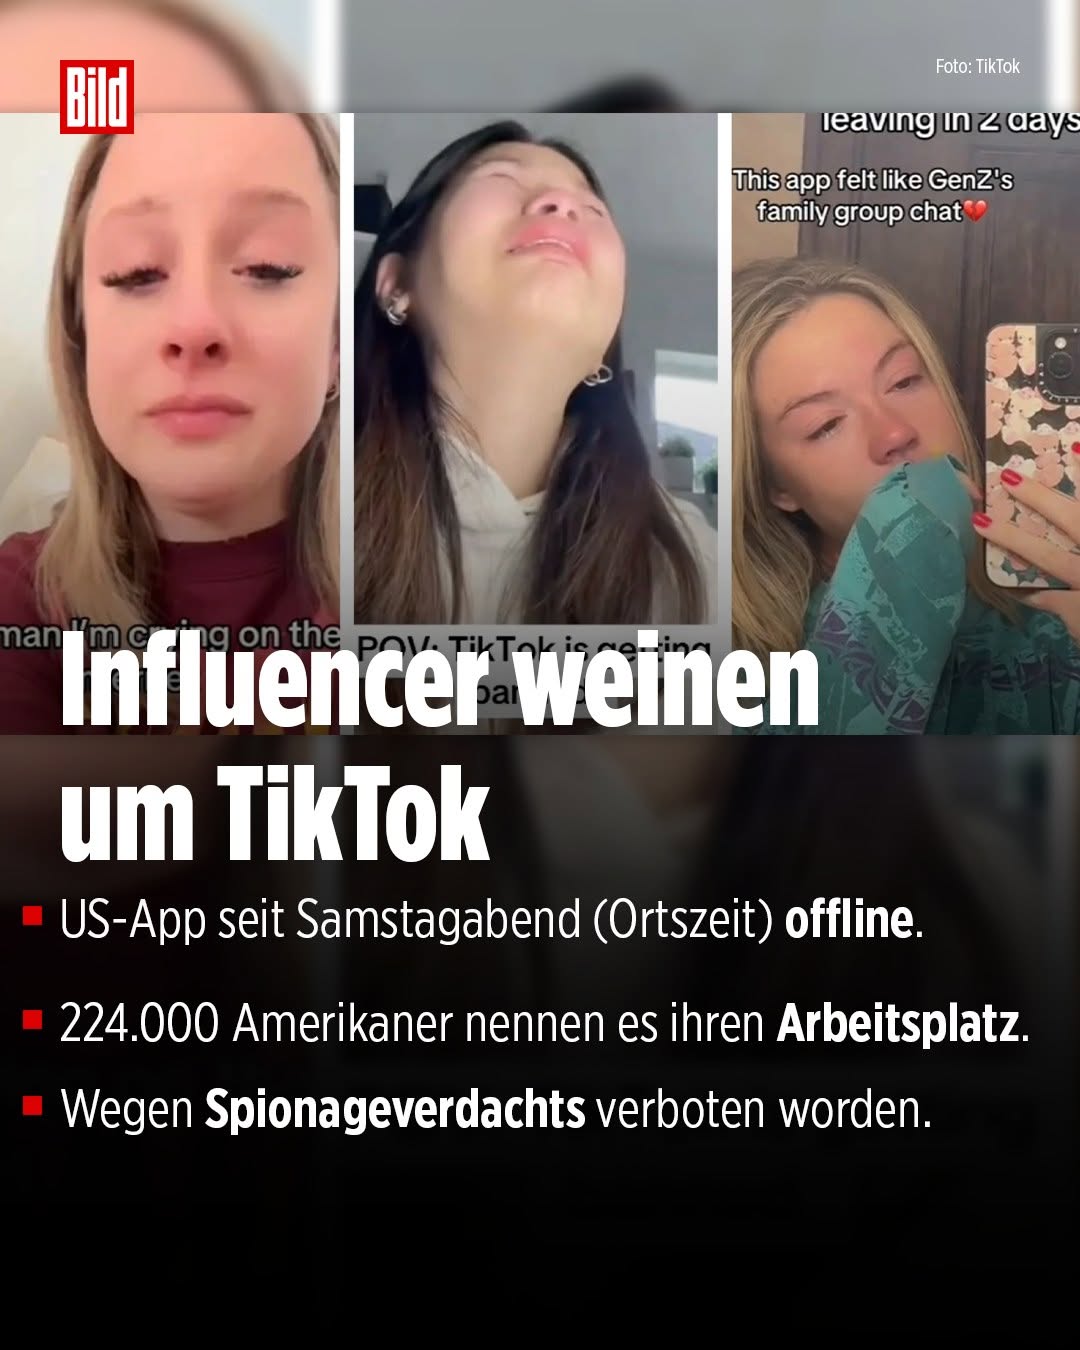 Bild
Foto: TikTok
leaving in 2 days
This app felt like GenZ's
family group chat💔
man I'm crying on the
POV: TikTok is getting
Influencer weinen
um TikTok
US-App seit Samstagabend (Ortszeit) offline.
224.000 Amerikaner nennen es ihren Arbeitsplatz.
Wegen Spionageverdachts verboten worden.